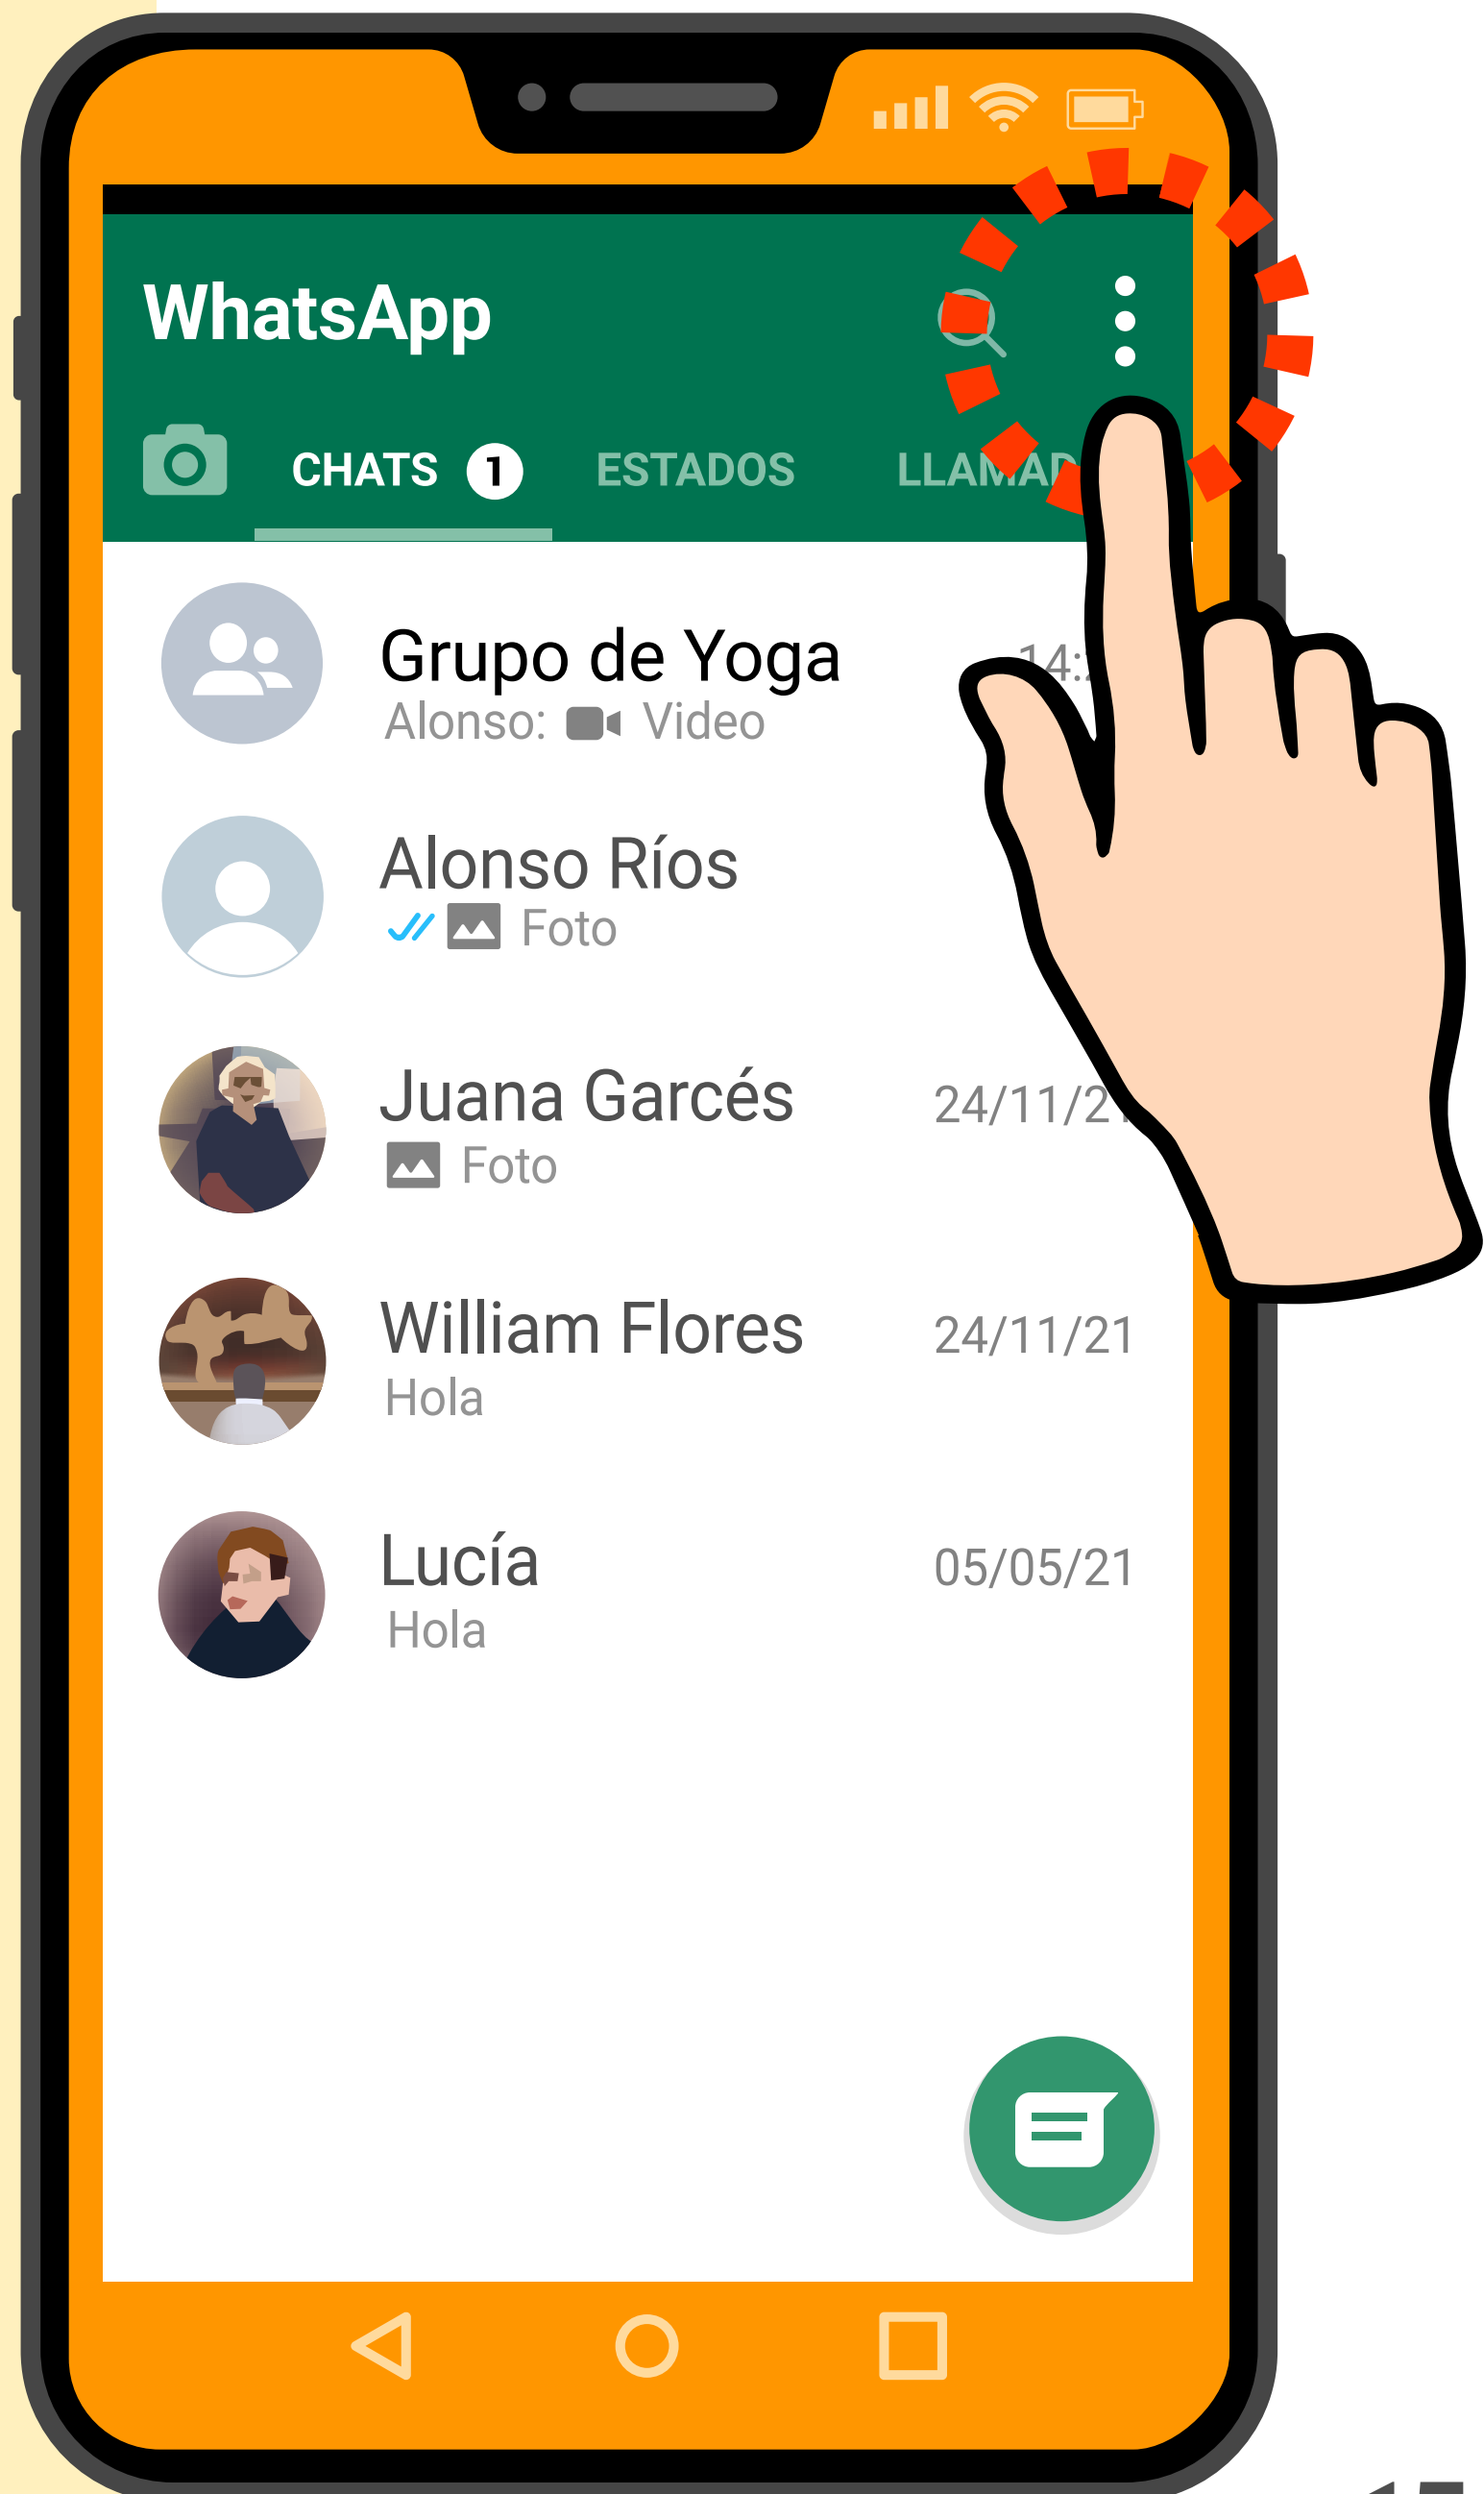 WhatsApp
CHATS 1 ESTADOS
Grupo de Yoga
Alonso: Video
Alonso Ríos
Foto
Juana Garcés
Foto
William Flores 24/11/21
Hola
Lucía 05/05/21
Hola